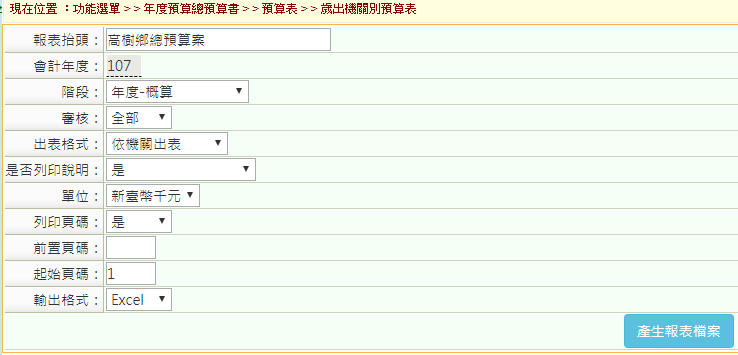 現在位置 ：功能選單>>年度預算總預算書>>預算表>>歲出機關別預算表
報表抬頭： 高樹鄉總預算案
會計年度： 107
階段： 年度-概算
審核： 全部
出表格式： 依機關出表
是否列印說明： 是
單位： 新臺幣千元
列印頁碼： 是
前置頁碼：
起始頁碼： 1
輸出格式： Excel
產生報表檔案